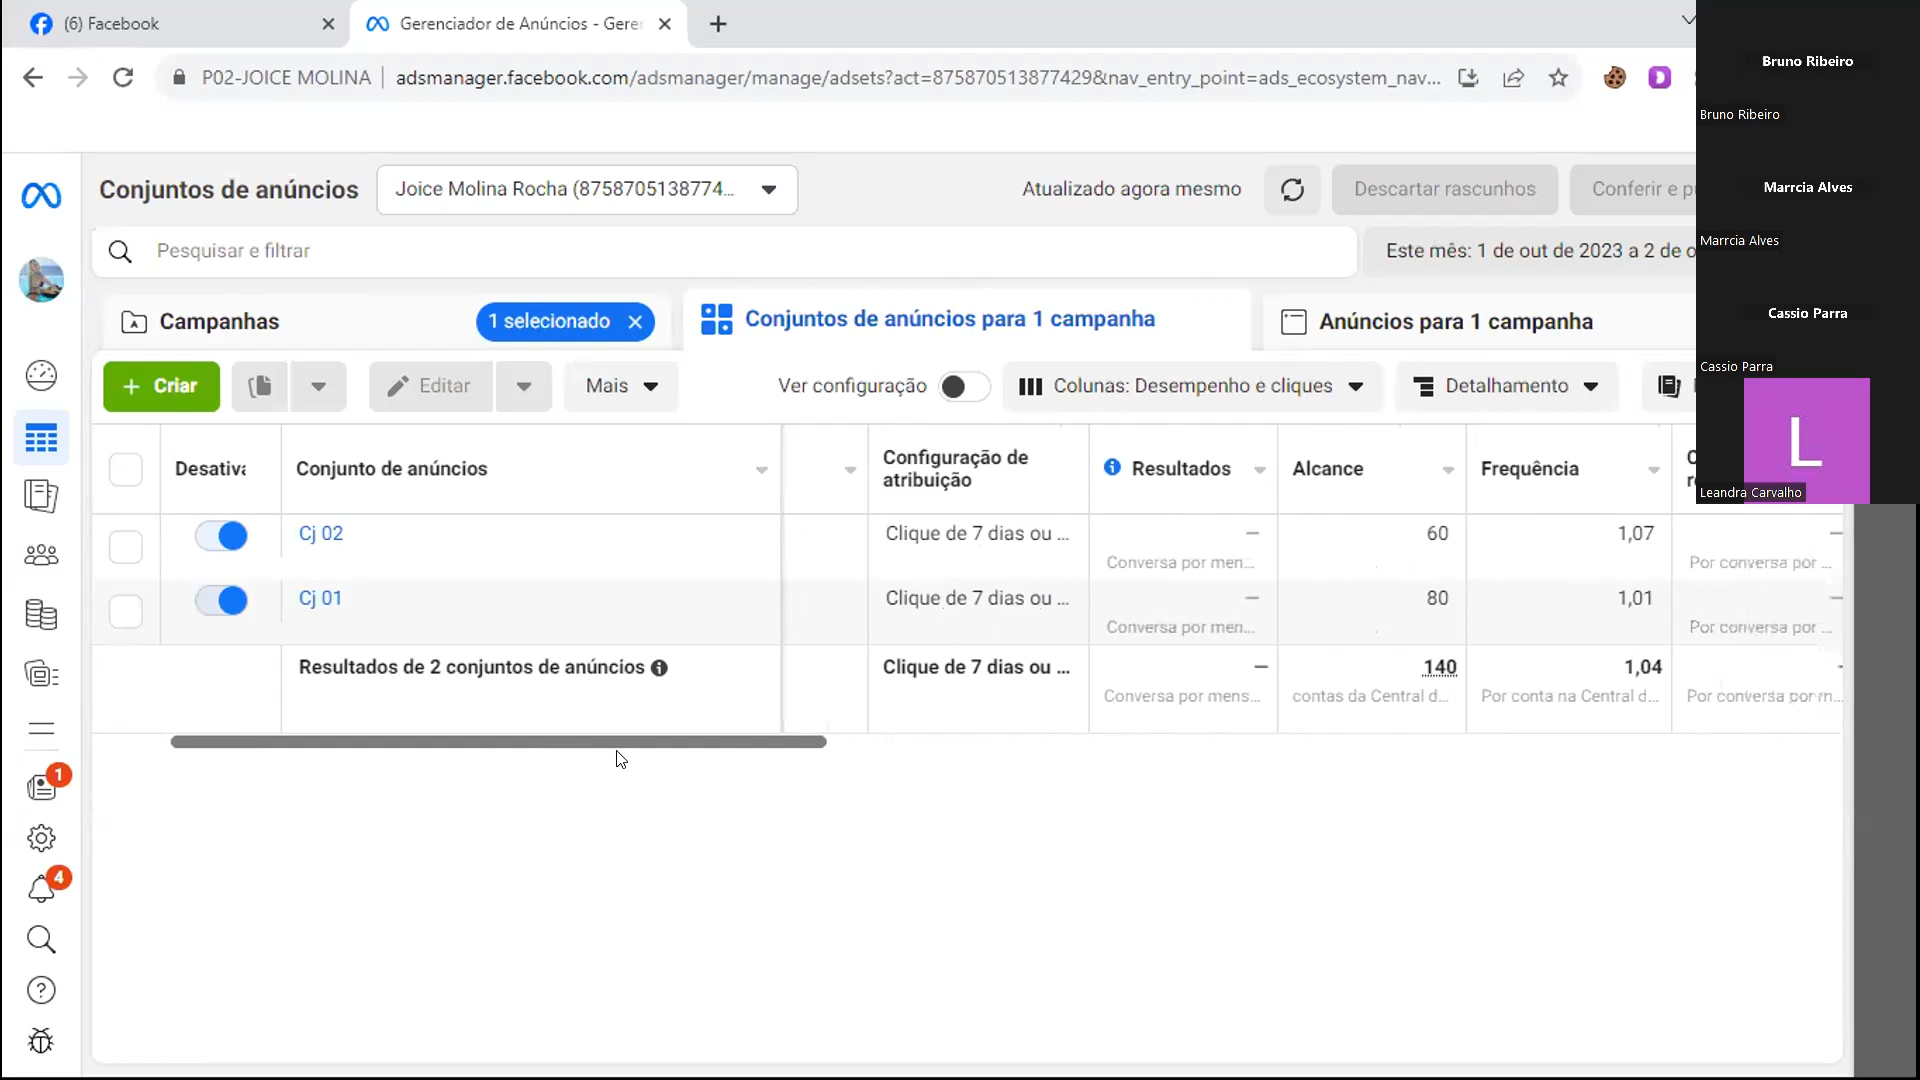 (6) Facebook
Gerenciador de Anúncios - Geren
P02-JOICE MOLINA
adsmanager.facebook.com/adsmanager/manage/adsets?act=875870513877429&nav_entry_point=ads_ecosystem_nav...
Bruno Ribeiro
Bruno Ribeiro
Marrcia Alves
Marrcia Alves
Cassio Parra
Cassio Parra
L
Leandra Carvalho
Conjuntos de anúncios
Joice Molina Rocha (8758705138774...
Atualizado agora mesmo
Descartar rascunhos
Conferir e p
Pesquisar e filtrar
Este mês: 1 de out de 2023 a 2 de o
Campanhas
1 selecionado
Conjuntos de anúncios para 1 campanha
Anúncios para 1 campanha
Criar
Editar
Mais
Ver configuração
Colunas: Desempenho e cliques
Detalhamento
Desativa
Conjunto de anúncios
Configuração de
atribuição
Resultados
Alcance
Frequência
Cj 02
Clique de 7 dias ou ...
—
60
1,07
—
Conversa por men...
Por conversa por ...
Cj 01
Clique de 7 dias ou ...
—
80
1,01
—
Conversa por men...
Por conversa por ...
Resultados de 2 conjuntos de anúncios
Clique de 7 dias ou ...
—
140
1,04
Conversa por mens...
contas da Central d...
Por conta na Central d...
Por conversa por m...
1
4